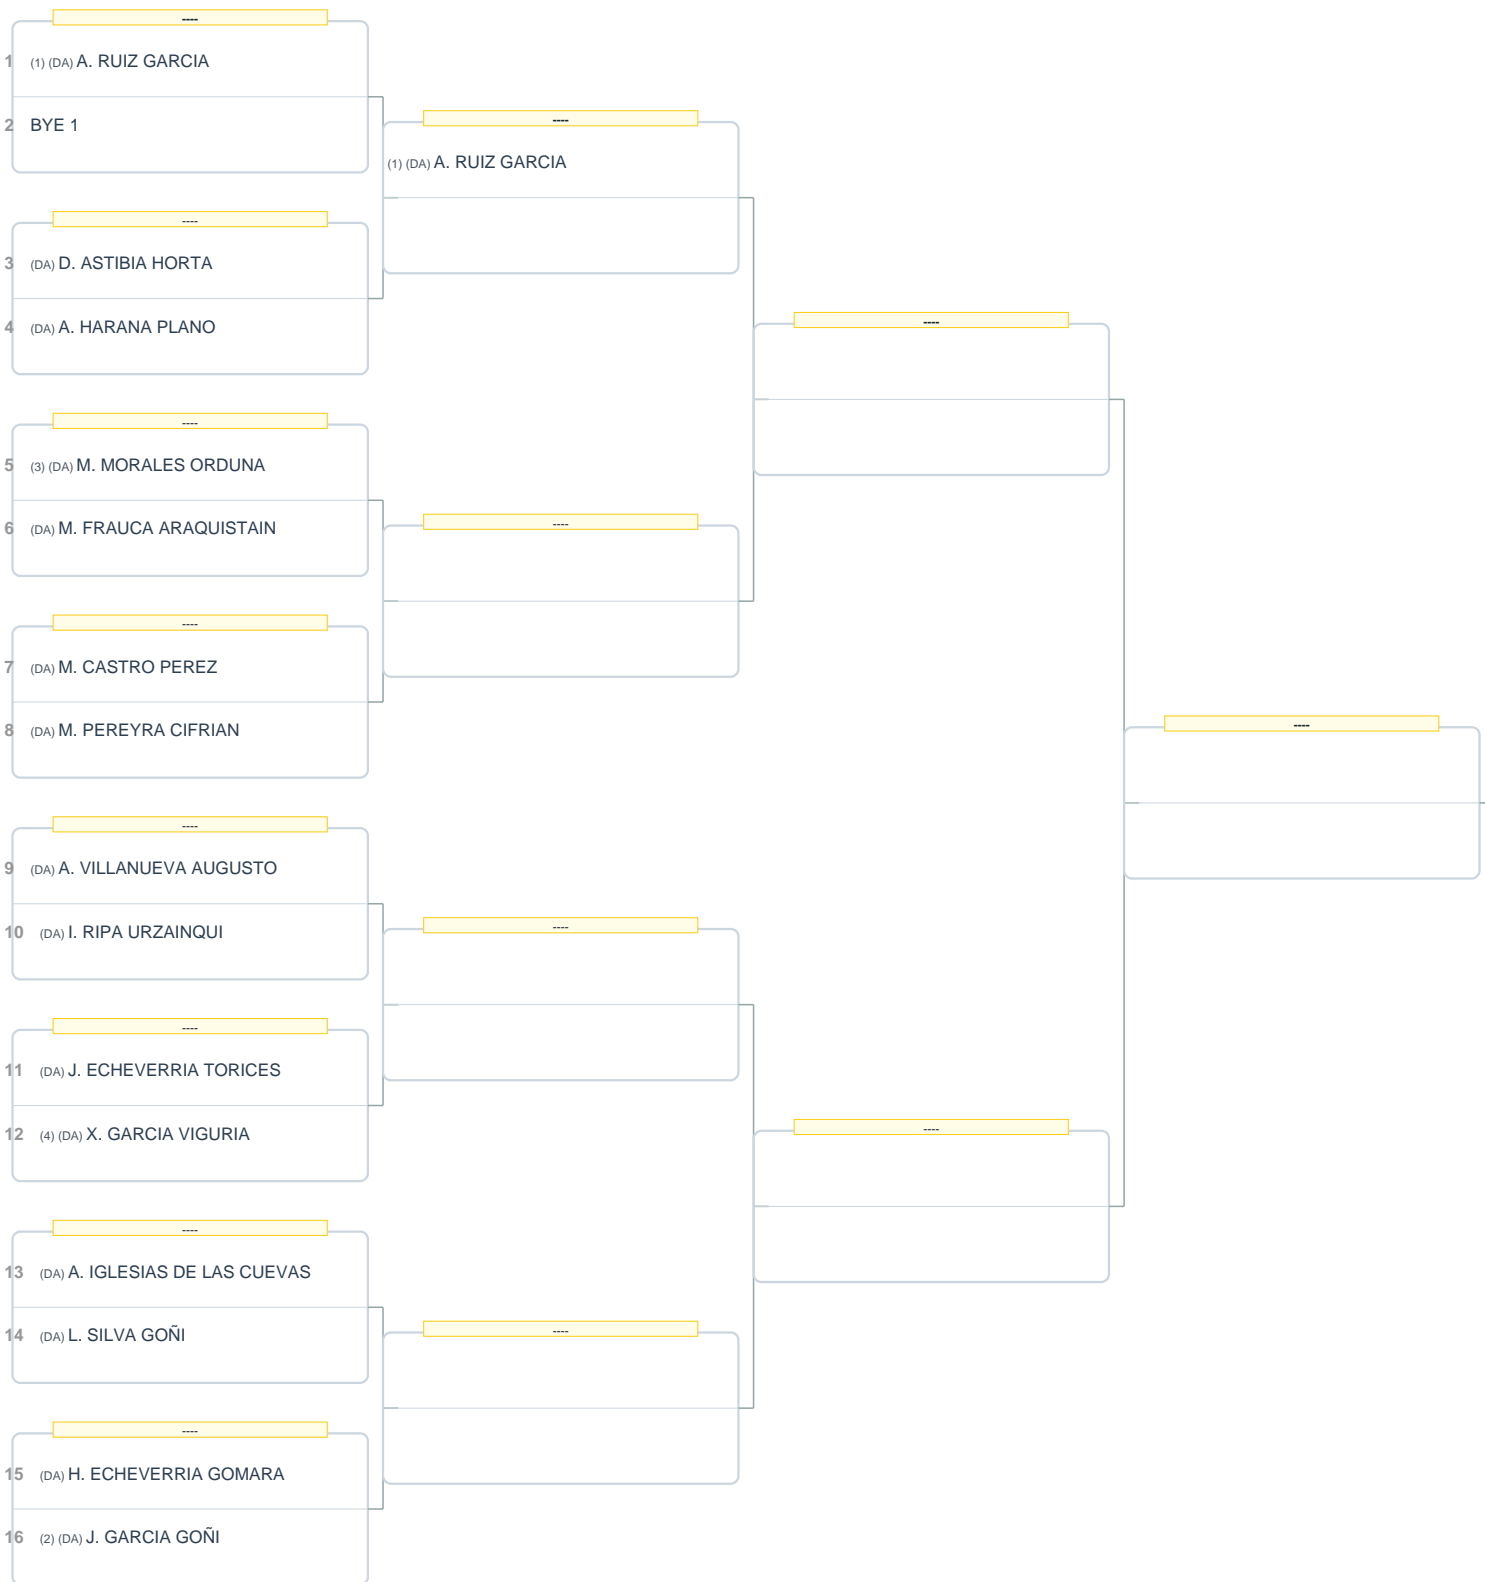 ----
1 (1) (DA) A. RUIZ GARCIA
2 BYE 1
----
(1) (DA) A. RUIZ GARCIA
----
3 (DA) D. ASTIBIA HORTA
4 (DA) A. HARANA PLANO
----
----
5 (3) (DA) M. MORALES ORDUNA
6 (DA) M. FRAUCA ARAQUISTAIN
----
----
7 (DA) M. CASTRO PEREZ
8 (DA) M. PEREYRA CIFRIAN
----
----
9 (DA) A. VILLANUEVA AUGUSTO
10 (DA) I. RIPA URZAINQUI
----
----
11 (DA) J. ECHEVERRIA TORICES
12 (4) (DA) X. GARCIA VIGURIA
----
----
13 (DA) A. IGLESIAS DE LAS CUEVAS
14 (DA) L. SILVA GOÑI
----
----
15 (DA) H. ECHEVERRIA GOMARA
16 (2) (DA) J. GARCIA GOÑI